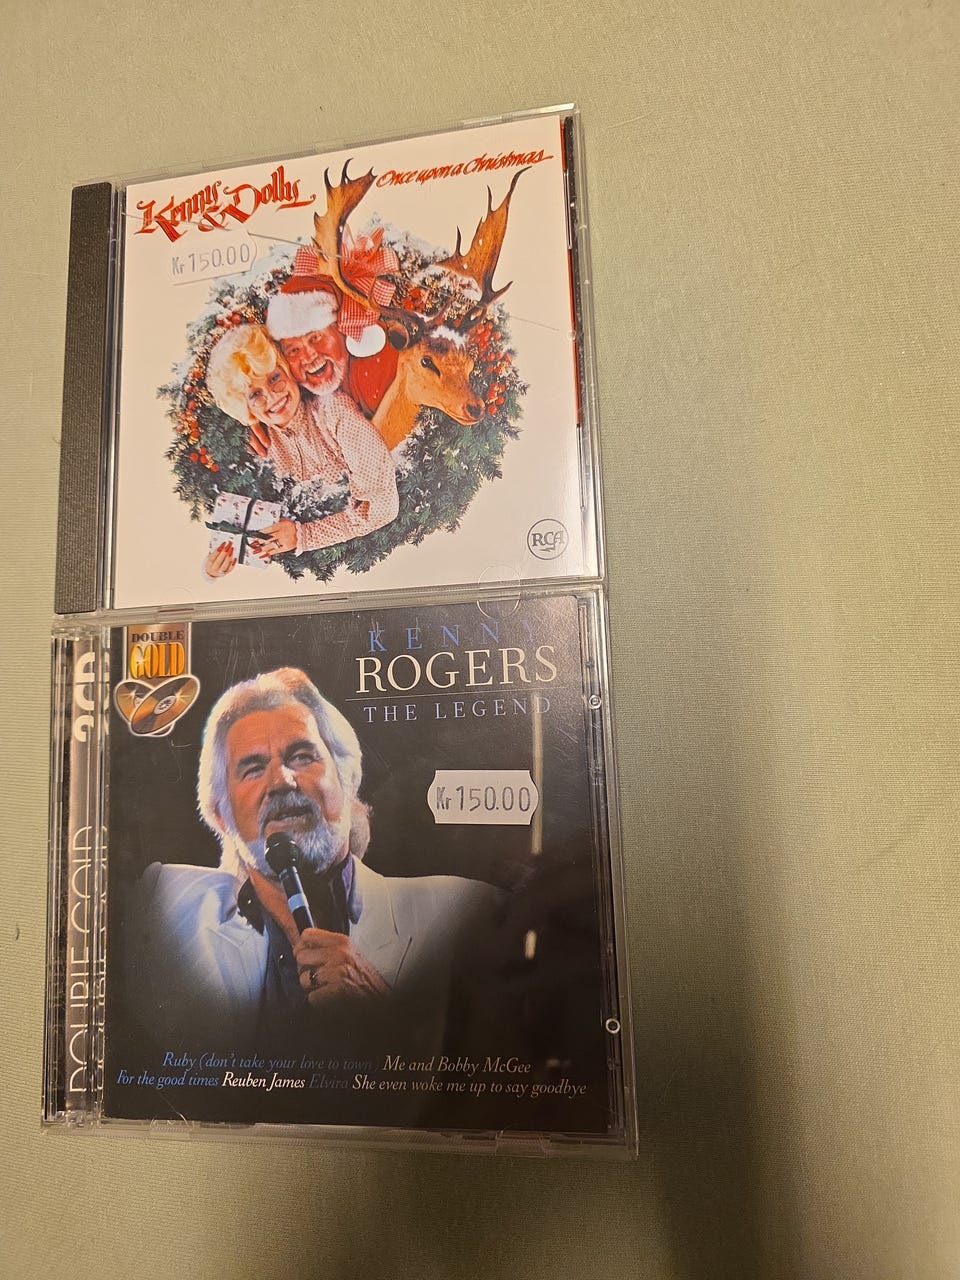 Kenny
& Dolly
Once upon a Christmas
Kr 150.00
RCA
DOUBLE
GOLD
KENNY
ROGERS
THE LEGEND
Kr 150.00
2CD
DOUBLE GOLD
Ruby (don't take your love to town) Me and Bobby McGee
For the good times Reuben James Elvira She even woke me up to say goodbye